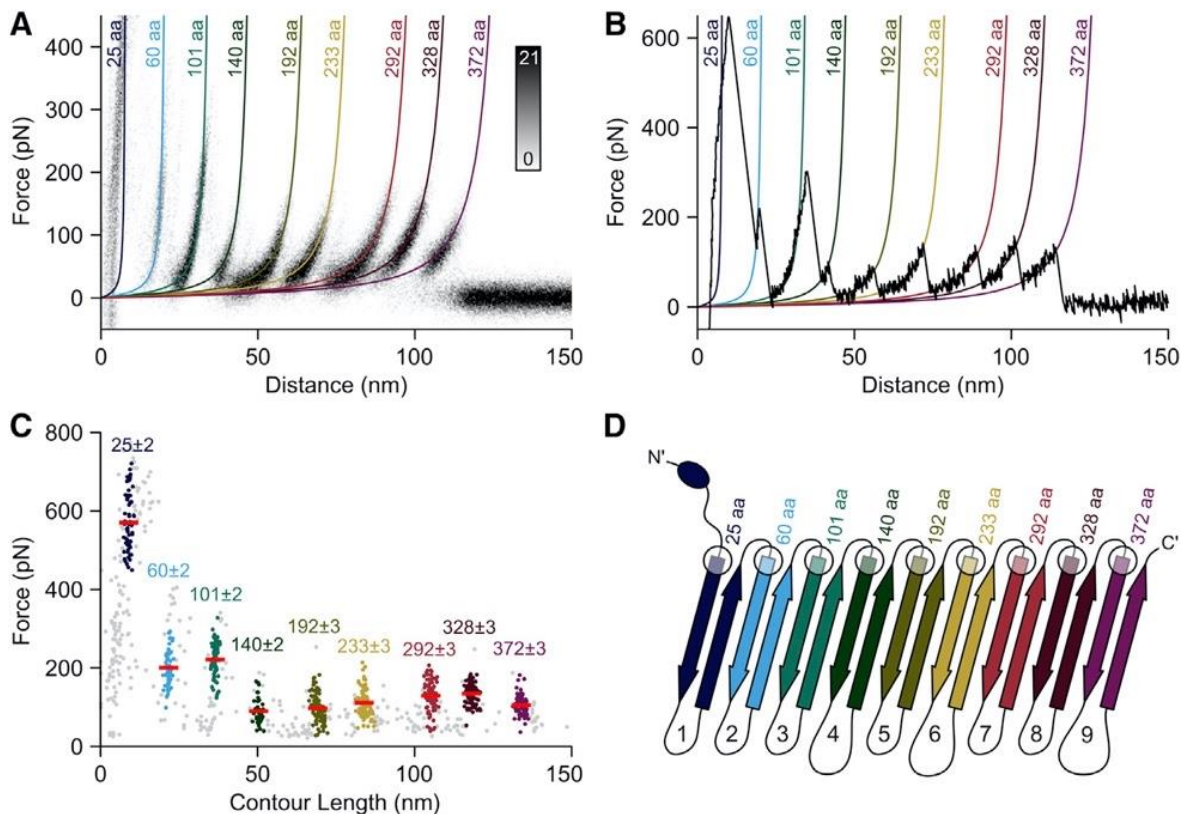 A
Force (pN)
400
300
200
100
0
25 aa
60 aa
101 aa
140 aa
192 aa
233 aa
292 aa
328 aa
372 aa
21
0
0
50
100
150
Distance (nm)
B
Force (pN)
600
400
200
0
25 aa
60 aa
101 aa
140 aa
192 aa
233 aa
292 aa
328 aa
372 aa
0
50
100
150
Distance (nm)
C
Force (pN)
800
600
400
200
0
25±2
60±2
101±2
140±2
192±3
233±3
292±3
328±3
372±3
0
50
100
150
Contour Length (nm)
D
N'
25 aa
60 aa
101 aa
140 aa
192 aa
233 aa
292 aa
328 aa
372 aa
C'
1 2 3 4 5 6 7 8 9